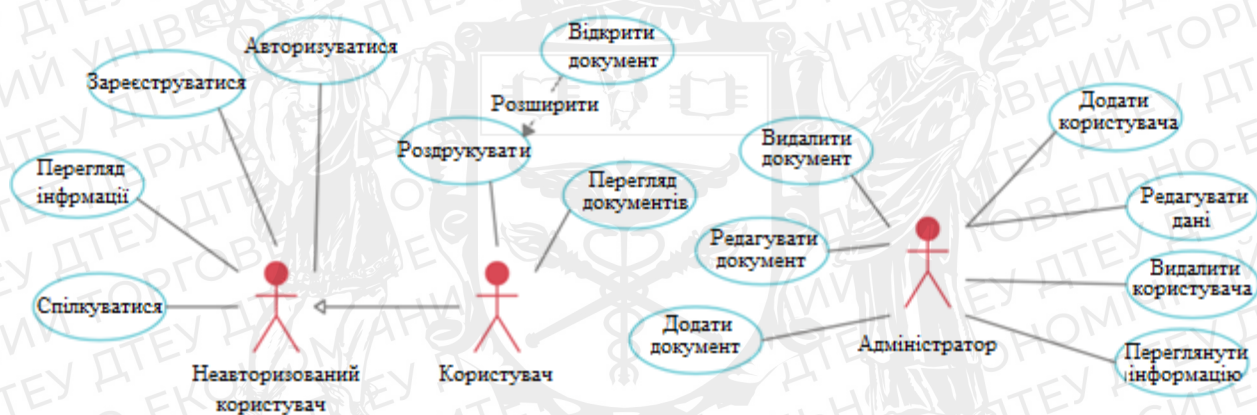 Авторизуватися
Зареєструватися
Перегляд
інфрмації
Спілкуватися
Неавторизований
користувач
Відкрити
документ
Розширити
Роздрукувати
Перегляд
документів
Користувач
Видалити
документ
Редагувати
документ
Додати
документ
Адміністратор
Додати
користувача
Редагувати
дані
Видалити
користувача
Переглянути
інформацію